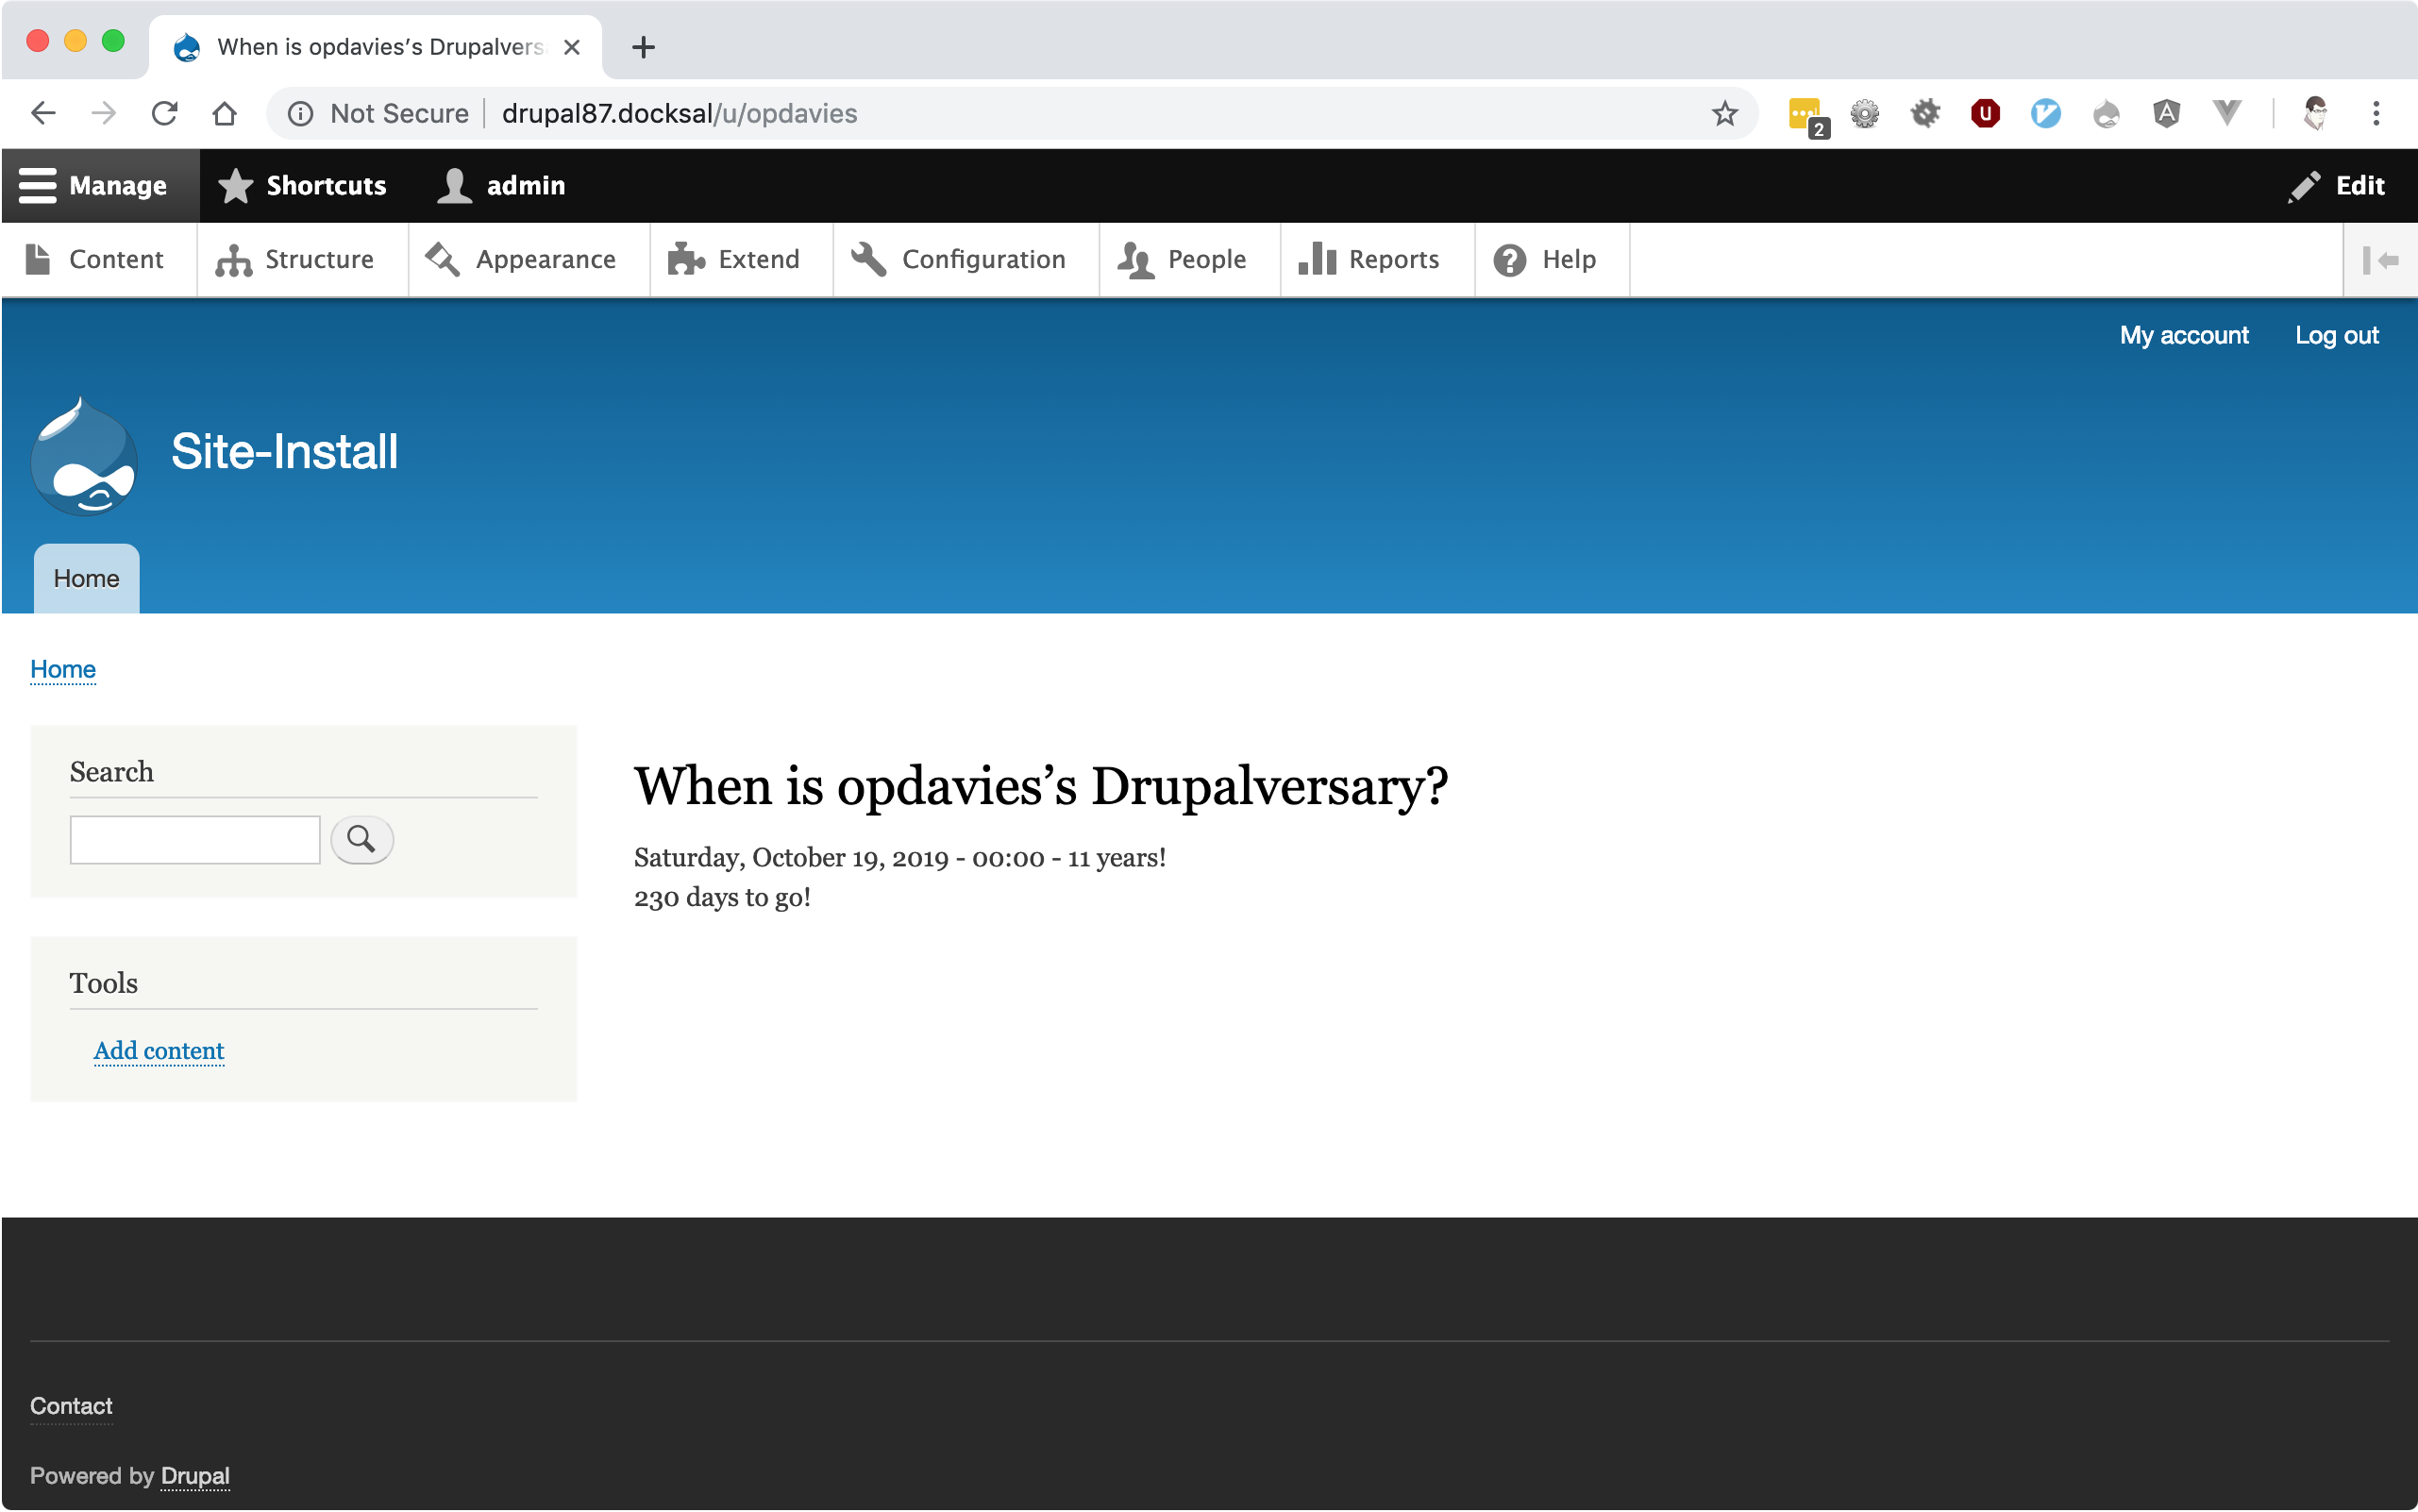 When is opdavies’s Drupalvers
Not Secure drupal87.docksal/u/opdavies
2
Manage Shortcuts admin Edit
Content Structure Appearance Extend Configuration People Reports Help
My account Log out
Site-Install
Home
Home
Search
When is opdavies’s Drupalversary?
Saturday, October 19, 2019 - 00:00 - 11 years!
230 days to go!
Tools
Add content
Contact
Powered by Drupal